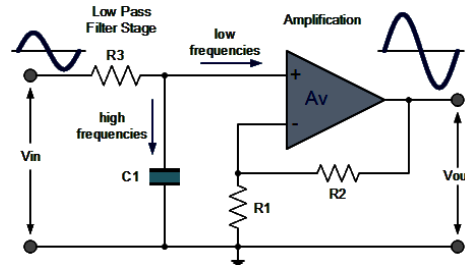 Low Pass
Filter Stage
Amplification
R3
low
frequencies
+
Av
-
high
frequencies
Vin
C1
R1
R2
Vou